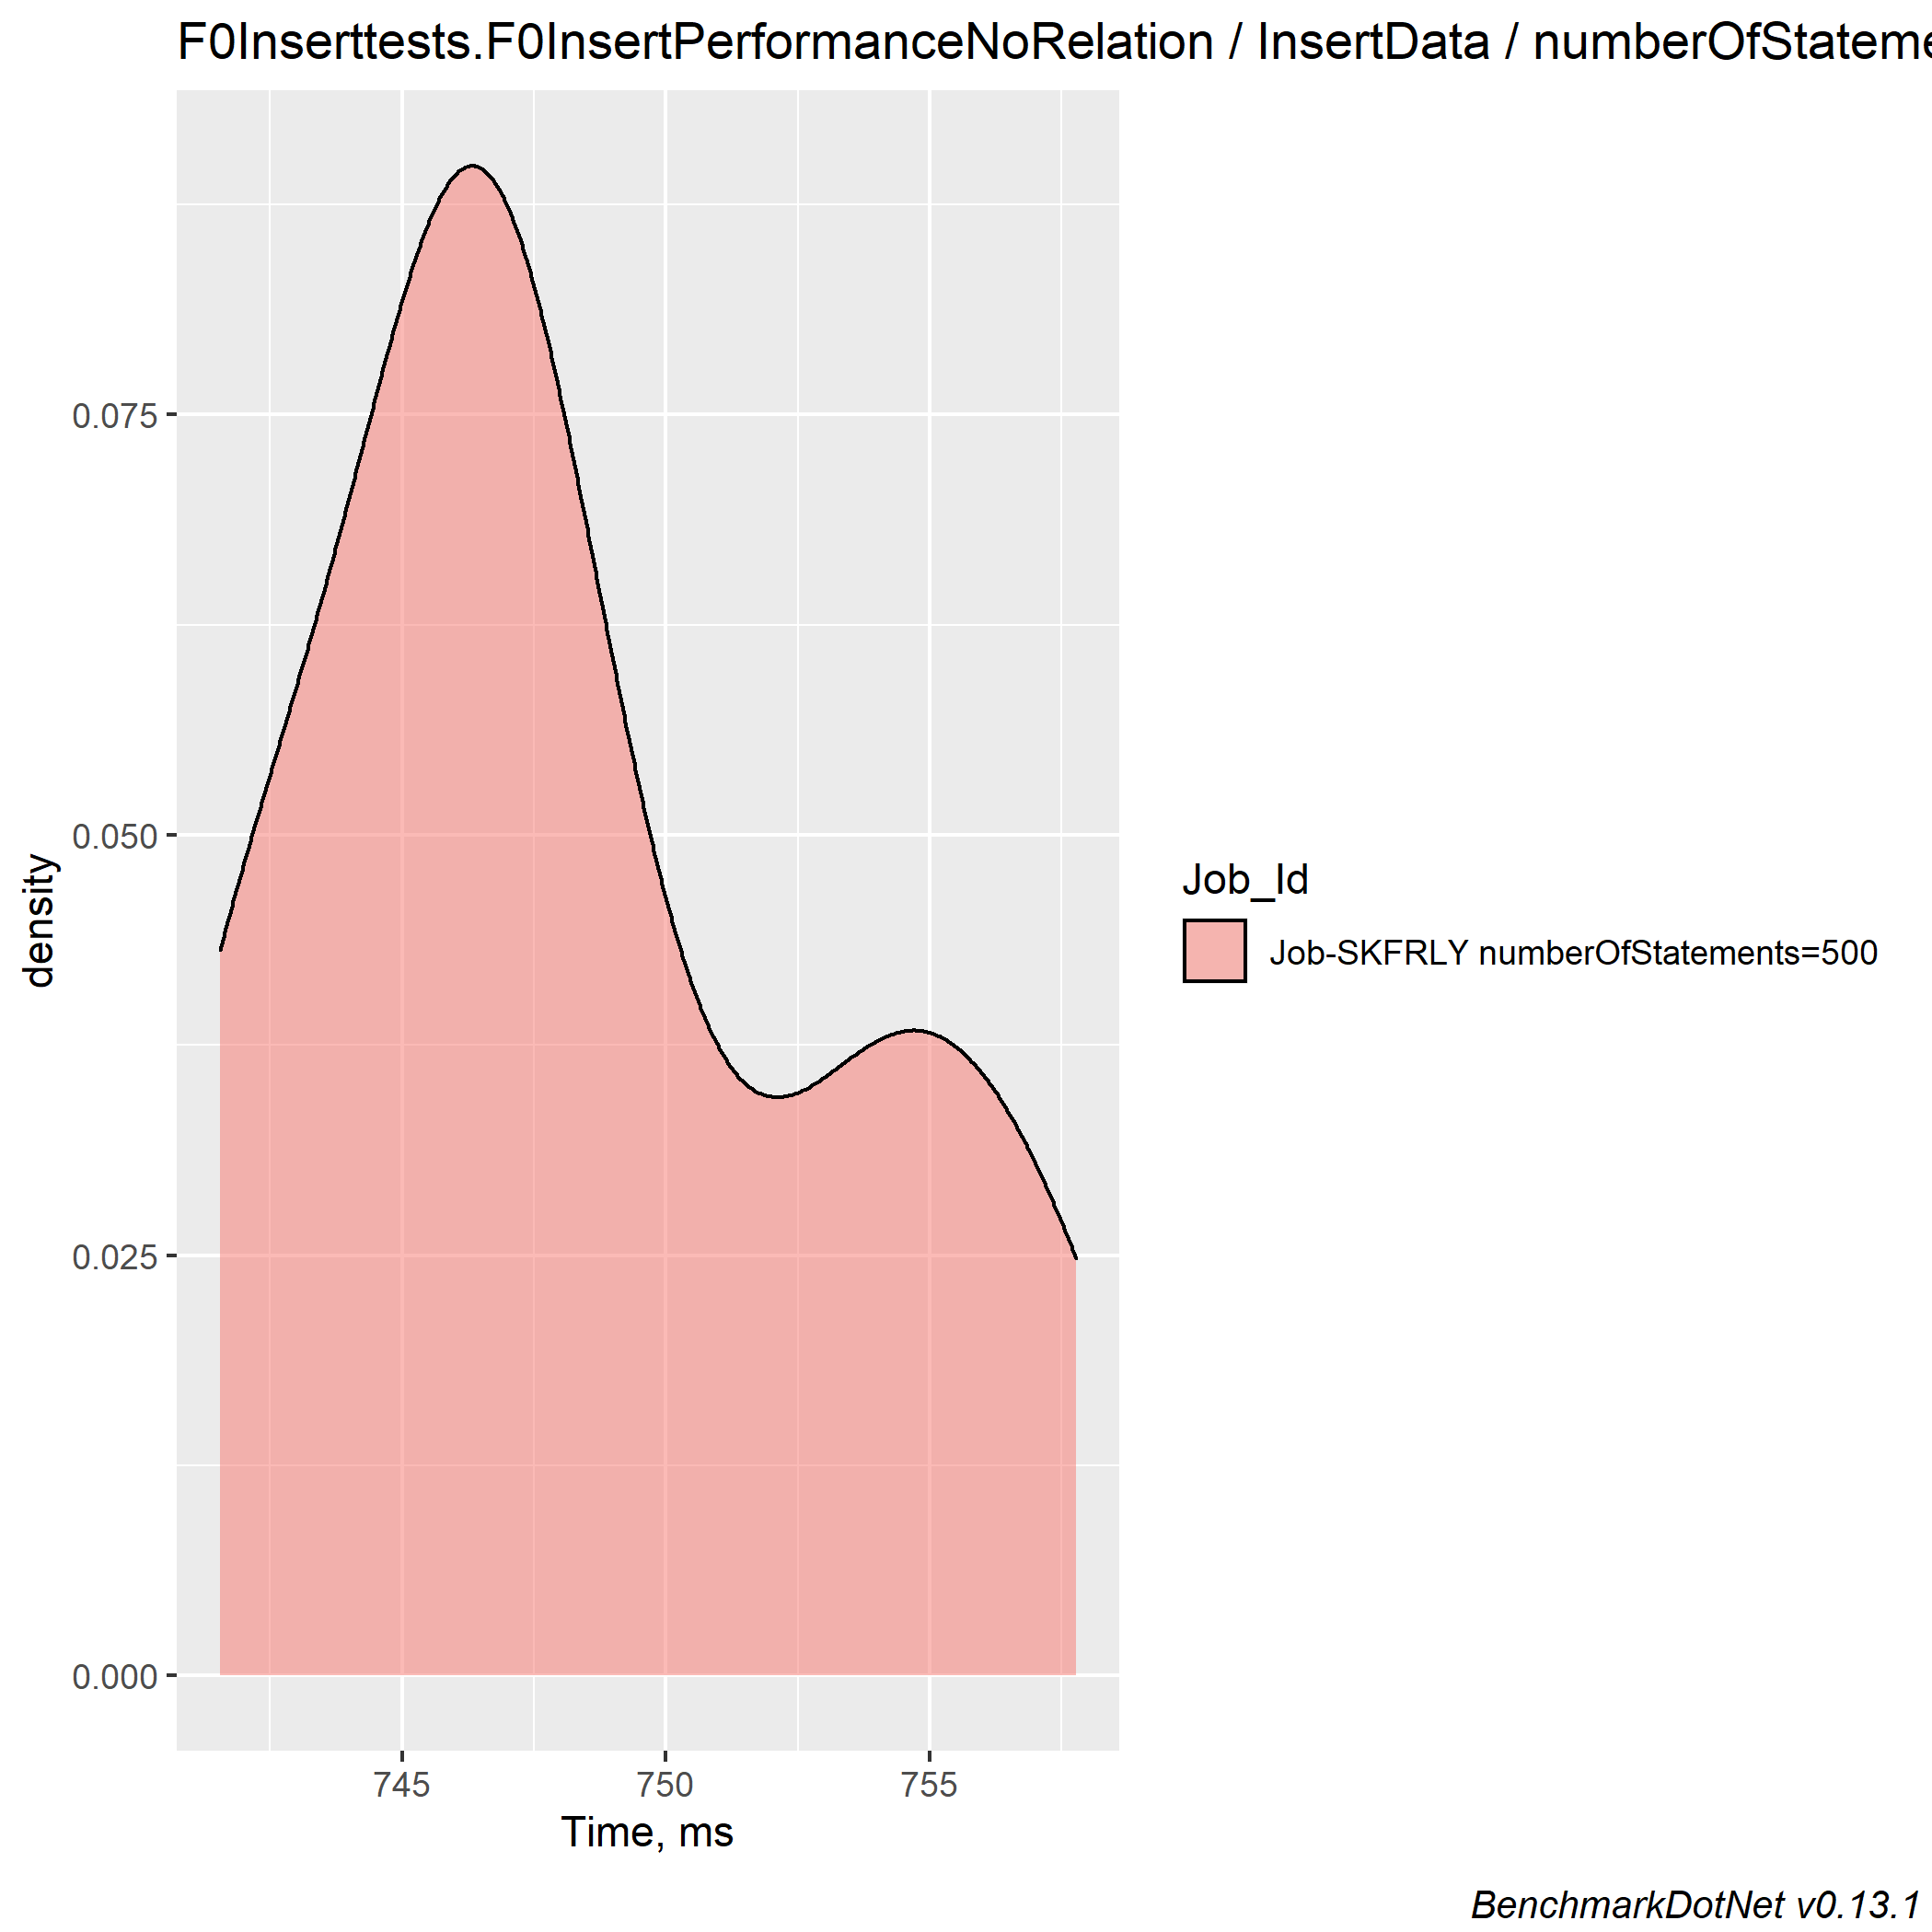 F0Inserttests.F0InsertPerformanceNoRelation / InsertData / numberOfStateme
0.075
0.050
0.025
0.000
density
745 750 755
Time, ms
Job_Id
Job-SKFRLY numberOfStatements=500
BenchmarkDotNet v0.13.1